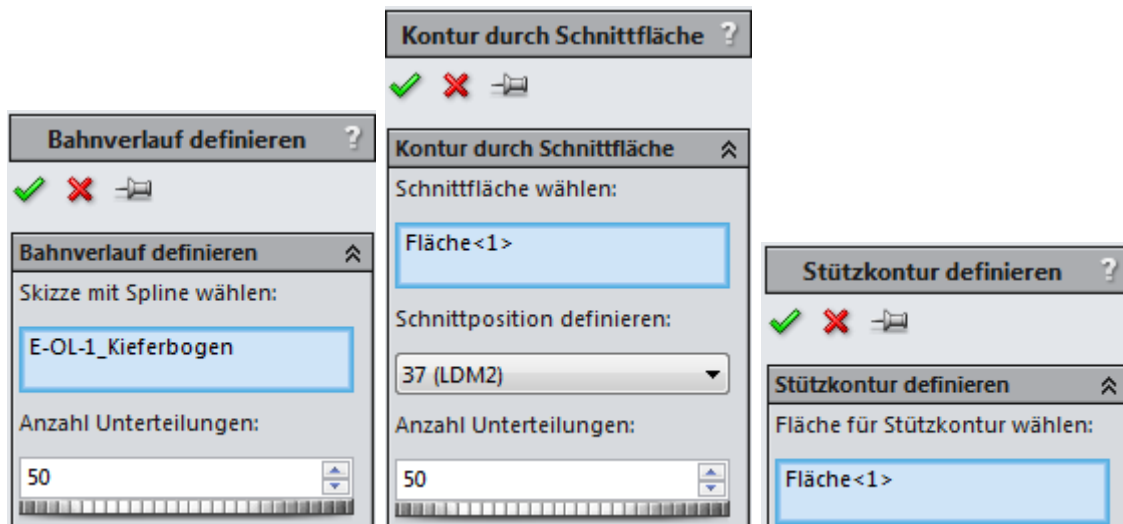 Bahnverlauf definieren ?
Bahnverlauf definieren
Skizze mit Spline wählen:
E-OL-1_Kieferbogen
Anzahl Unterteilungen:
50
Kontur durch Schnittfläche ?
Kontur durch Schnittfläche
Schnittfläche wählen:
Fläche<1>
Schnittposition definieren:
37 (LDM2)
Anzahl Unterteilungen:
50
Stützkontur definieren ?
Stützkontur definieren
Fläche für Stützkontur wählen:
Fläche<1>